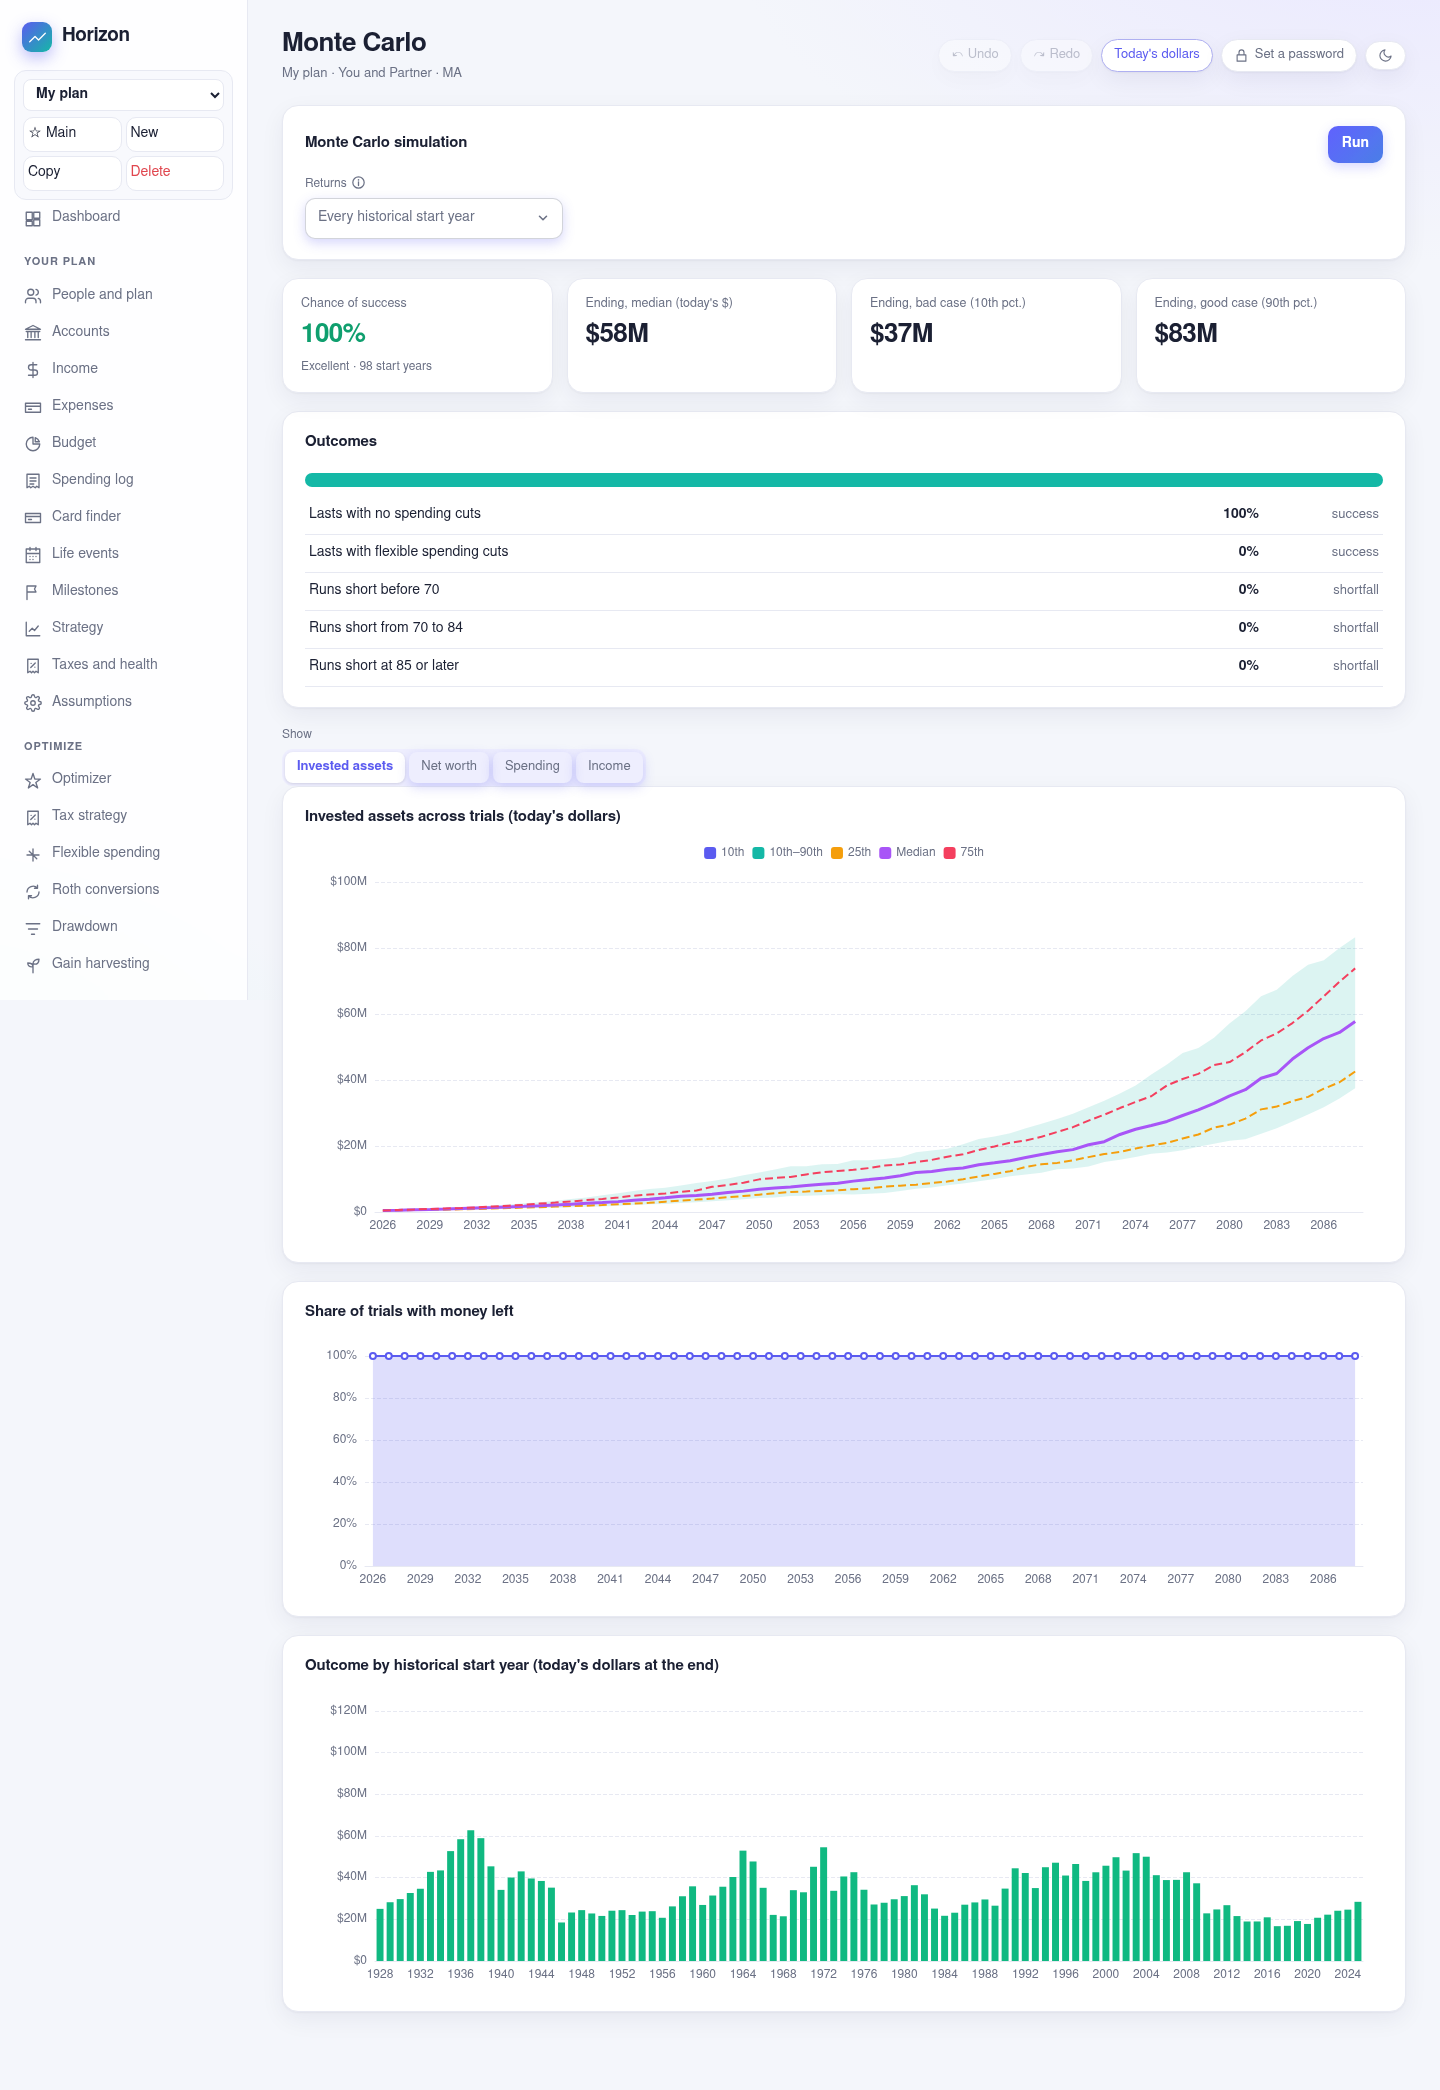 Horizon
My plan
☆ Main
New
Copy
Delete
Dashboard
YOUR PLAN
People and plan
Accounts
Income
Expenses
Budget
Spending log
Card finder
Life events
Milestones
Strategy
Taxes and health
Assumptions
OPTIMIZE
Optimizer
Tax strategy
Flexible spending
Roth conversions
Drawdown
Gain harvesting
Monte Carlo
My plan · You and Partner · MA
Undo
Redo
Today's dollars
Set a password
Monte Carlo simulation
Run
Returns
Every historical start year
Chance of success
100%
Excellent · 98 start years
Ending, median (today's $)
$58M
Ending, bad case (10th pct.)
$37M
Ending, good case (90th pct.)
$83M
Outcomes
Lasts with no spending cuts 100% success
Lasts with flexible spending cuts 0% success
Runs short before 70 0% shortfall
Runs short from 70 to 84 0% shortfall
Runs short at 85 or later 0% shortfall
Show
Invested assets Net worth Spending Income
Invested assets across trials (today's dollars)
10th 10th–90th 25th Median 75th
$100M
$80M
$60M
$40M
$20M
$0
2026 2029 2032 2035 2038 2041 2044 2047 2050 2053 2056 2059 2062 2065 2068 2071 2074 2077 2080 2083 2086
Share of trials with money left
100%
80%
60%
40%
20%
0%
2026 2029 2032 2035 2038 2041 2044 2047 2050 2053 2056 2059 2062 2065 2068 2071 2074 2077 2080 2083 2086
Outcome by historical start year (today's dollars at the end)
$120M
$100M
$80M
$60M
$40M
$20M
$0
1928 1932 1936 1940 1944 1948 1952 1956 1960 1964 1968 1972 1976 1980 1984 1988 1992 1996 2000 2004 2008 2012 2016 2020 2024